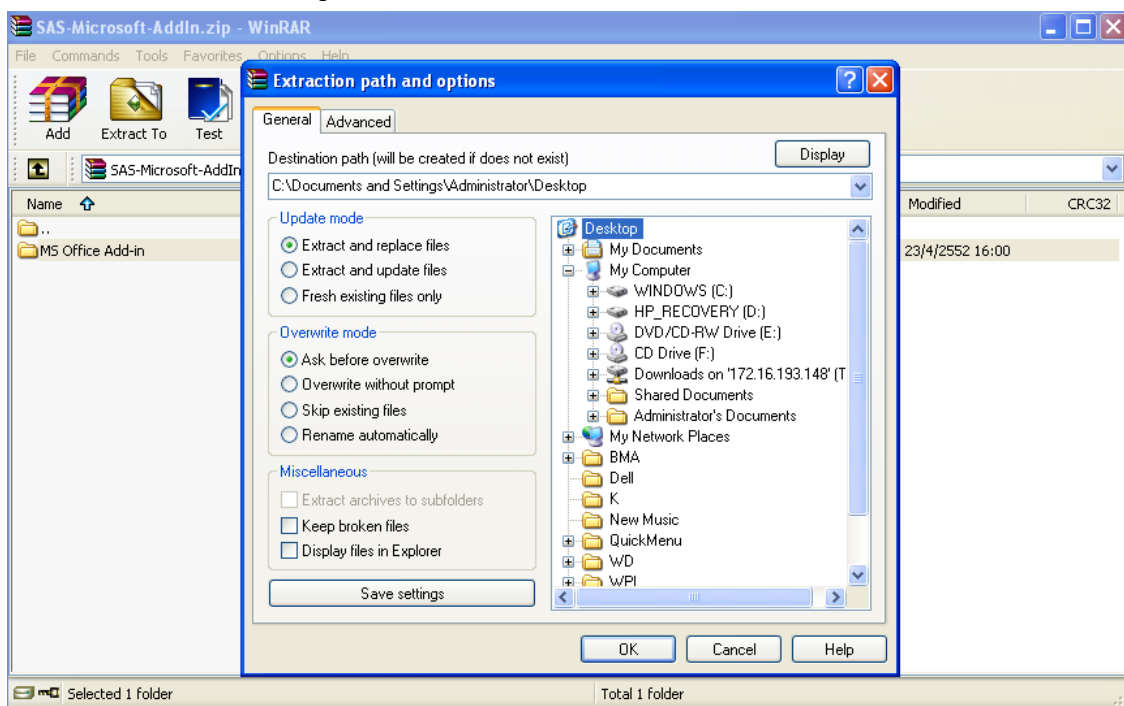 SAS-Microsoft-AddIn.zip - WinRAR
File Commands Tools Favorites Options Help
Add Extract To Test
SAS-Microsoft-AddIn
Name Modified CRC32
..
MS Office Add-in 23/4/2552 16:00
Extraction path and options
General Advanced
Destination path (will be created if does not exist) Display
C:\Documents and Settings\Administrator\Desktop
Update mode
Extract and replace files
Extract and update files
Fresh existing files only
Overwrite mode
Ask before overwrite
Overwrite without prompt
Skip existing files
Rename automatically
Miscellaneous
Extract archives to subfolders
Keep broken files
Display files in Explorer
Save settings
Desktop
My Documents
My Computer
WINDOWS (C:)
HP_RECOVERY (D:)
DVD/CD-RW Drive (E:)
CD Drive (F:)
Downloads on '172.16.193.148' (T
Shared Documents
Administrator's Documents
My Network Places
BMA
Dell
K
New Music
QuickMenu
WD
WPI
OK Cancel Help
Selected 1 folder Total 1 folder